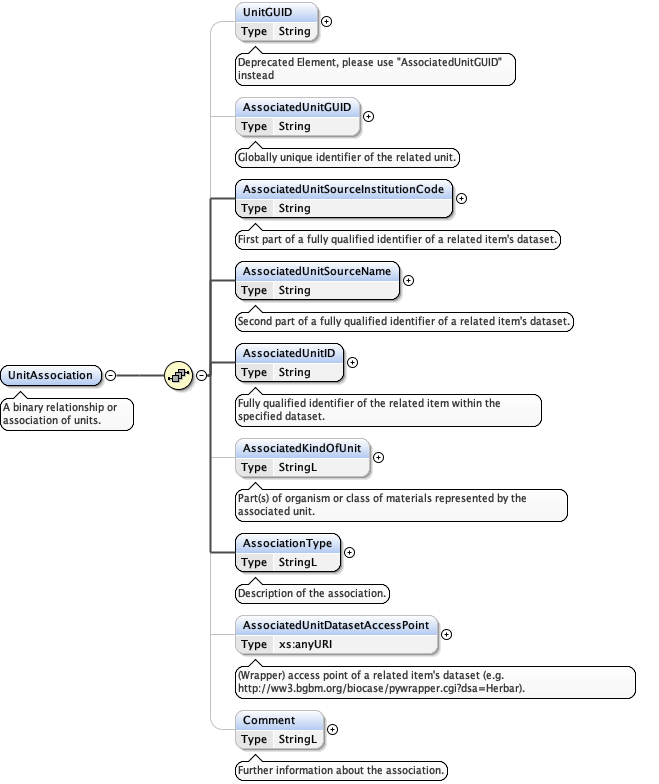 UnitGUID
Type String
Deprecated Element, please use "AssociatedUnitGUID"
instead
AssociatedUnitGUID
Type String
Globally unique identifier of the related unit.
AssociatedUnitSourceInstitutionCode
Type String
First part of a fully qualified identifier of a related item's dataset.
AssociatedUnitSourceName
Type String
Second part of a fully qualified identifier of a related item's dataset.
UnitAssociation
A binary relationship or
association of units.
AssociatedUnitID
Type String
Fully qualified identifier of the related item within the
specified dataset.
AssociatedKindOfUnit
Type StringL
Part(s) of organism or class of materials represented by the
associated unit.
AssociationType
Type StringL
Description of the association.
AssociatedUnitDatasetAccessPoint
Type xs:anyURI
(Wrapper) access point of a related item's dataset (e.g.
http://ww3.bgbm.org/biocase/pywrapper.cgi?dsa=Herbar).
Comment
Type StringL
Further information about the association.